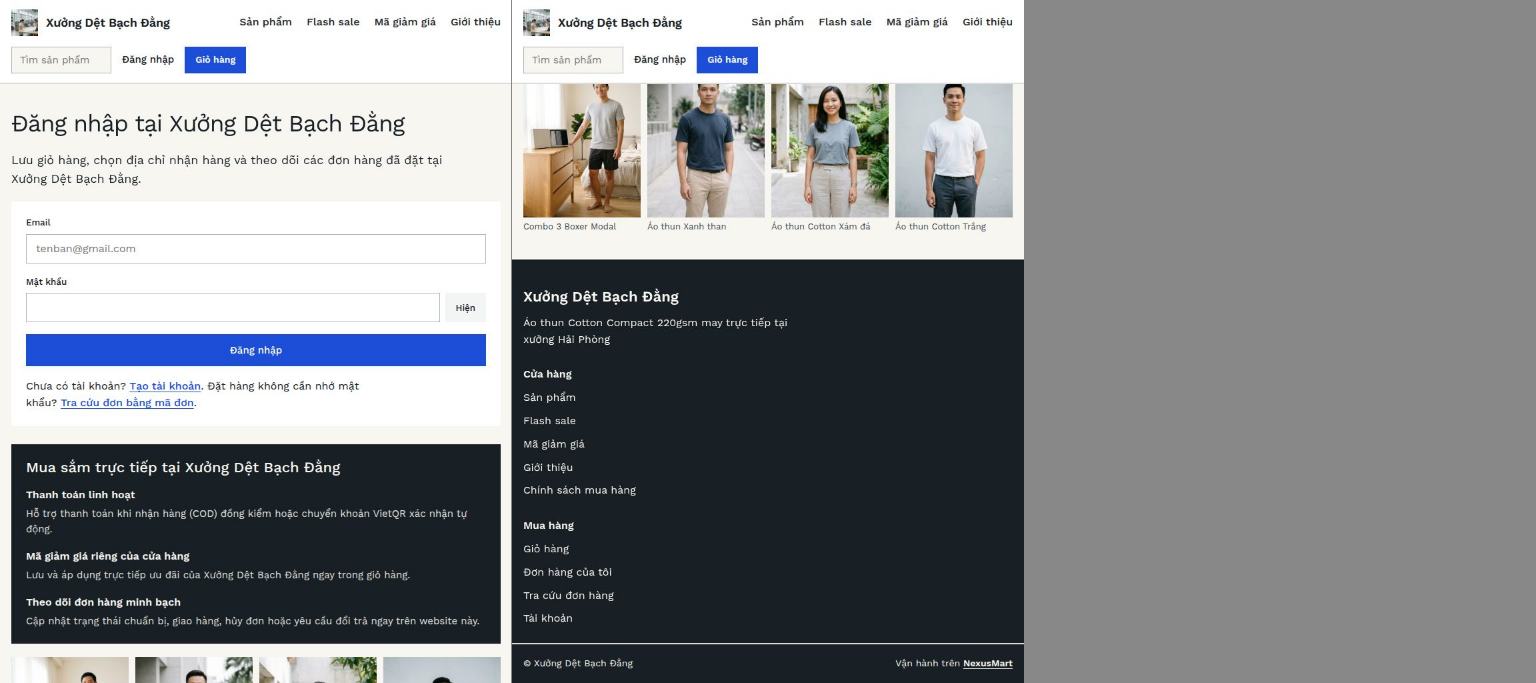 Xưởng Dệt Bạch Đằng
Sản phẩm
Flash sale
Mã giảm giá
Giới thiệu
Tìm sản phẩm
Đăng nhập
Giỏ hàng
Đăng nhập tại Xưởng Dệt Bạch Đằng
Lưu giỏ hàng, chọn địa chỉ nhận hàng và theo dõi các đơn hàng đã đặt tại
Xưởng Dệt Bạch Đằng.
Email
tenban@gmail.com
Mật khẩu
Hiện
Đăng nhập
Chưa có tài khoản? Tạo tài khoản. Đặt hàng không cần nhớ mật
khẩu? Tra cứu đơn bằng mã đơn.
Mua sắm trực tiếp tại Xưởng Dệt Bạch Đằng
Thanh toán linh hoạt
Hỗ trợ thanh toán khi nhận hàng (COD) đồng kiểm hoặc chuyển khoản VietQR xác nhận tự
động.
Mã giảm giá riêng của cửa hàng
Lưu và áp dụng trực tiếp ưu đãi của Xưởng Dệt Bạch Đằng ngay trong giỏ hàng.
Theo dõi đơn hàng minh bạch
Cập nhật trạng thái chuẩn bị, giao hàng, hủy đơn hoặc yêu cầu đổi trả ngay trên website này.
Xưởng Dệt Bạch Đằng
Sản phẩm
Flash sale
Mã giảm giá
Giới thiệu
Tìm sản phẩm
Đăng nhập
Giỏ hàng
Combo 3 Boxer Modal
Áo thun Xanh than
Áo thun Cotton Xám đá
Áo thun Cotton Trắng
Xưởng Dệt Bạch Đằng
Áo thun Cotton Compact 220gsm may trực tiếp tại
xưởng Hải Phòng
Cửa hàng
Sản phẩm
Flash sale
Mã giảm giá
Giới thiệu
Chính sách mua hàng
Mua hàng
Giỏ hàng
Đơn hàng của tôi
Tra cứu đơn hàng
Tài khoản
© Xưởng Dệt Bạch Đằng
Vận hành trên NexusMart